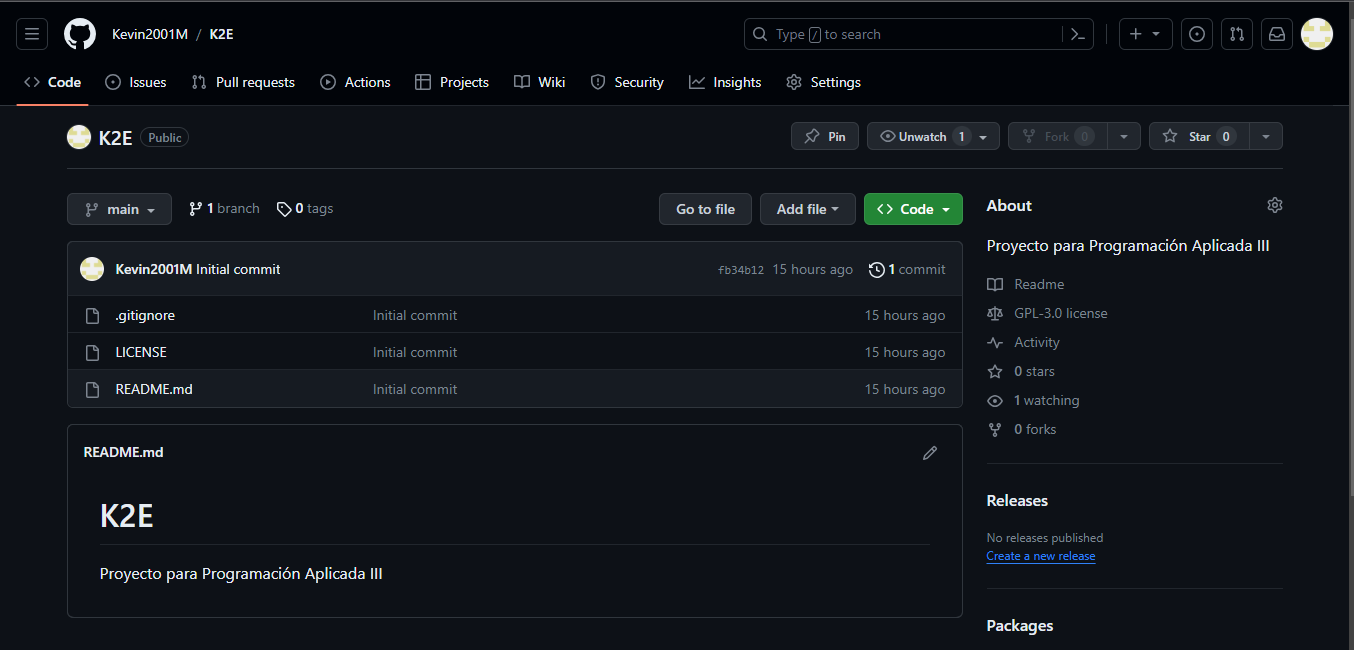 Kevin2001M / K2E
Type / to search
Code Issues Pull requests Actions Projects Wiki Security Insights Settings
K2E Public
Pin Unwatch 1 Fork 0 Star 0
main 1 branch 0 tags Go to file Add file Code
Kevin2001M Initial commit fb34b12 15 hours ago 1 commit
.gitignore Initial commit 15 hours ago
LICENSE Initial commit 15 hours ago
README.md Initial commit 15 hours ago
README.md
K2E
Proyecto para Programación Aplicada III
About
Proyecto para Programación Aplicada III
Readme
GPL-3.0 license
Activity
0 stars
1 watching
0 forks
Releases
No releases published
Create a new release
Packages